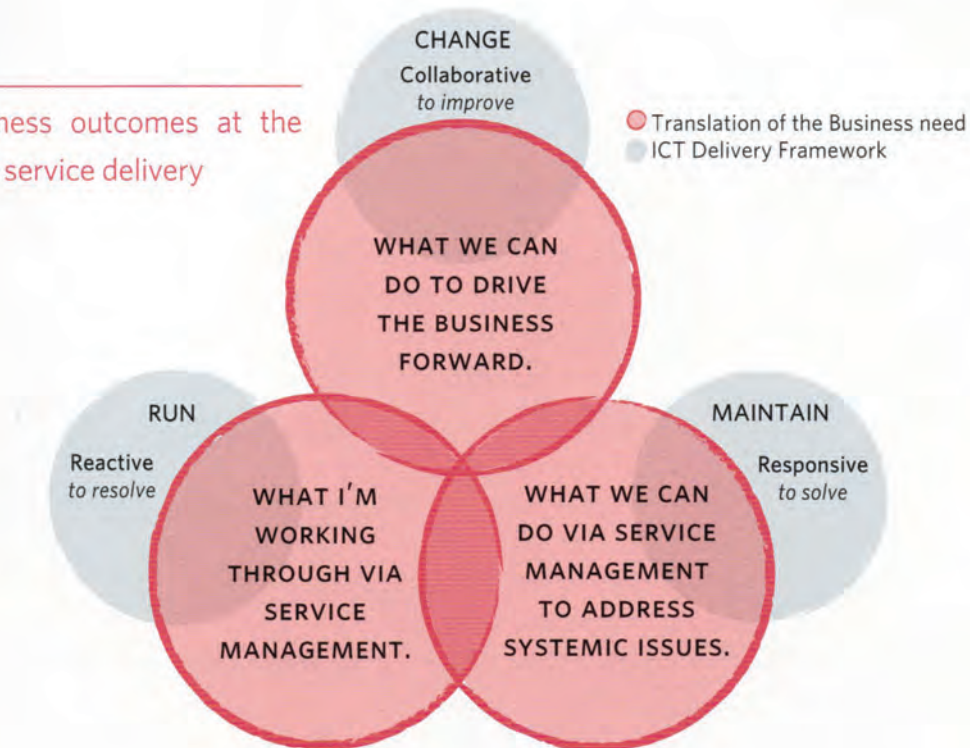 CHANGE
Collaborative
to improve
ness outcomes at the
service delivery
Translation of the Business need
ICT Delivery Framework
WHAT WE CAN
DO TO DRIVE
THE BUSINESS
FORWARD.
RUN
Reactive
to resolve
MAINTAIN
Responsive
to solve
WHAT I'M
WORKING
THROUGH VIA
SERVICE
MANAGEMENT.
WHAT WE CAN
DO VIA SERVICE
MANAGEMENT
TO ADDRESS
SYSTEMIC ISSUES.